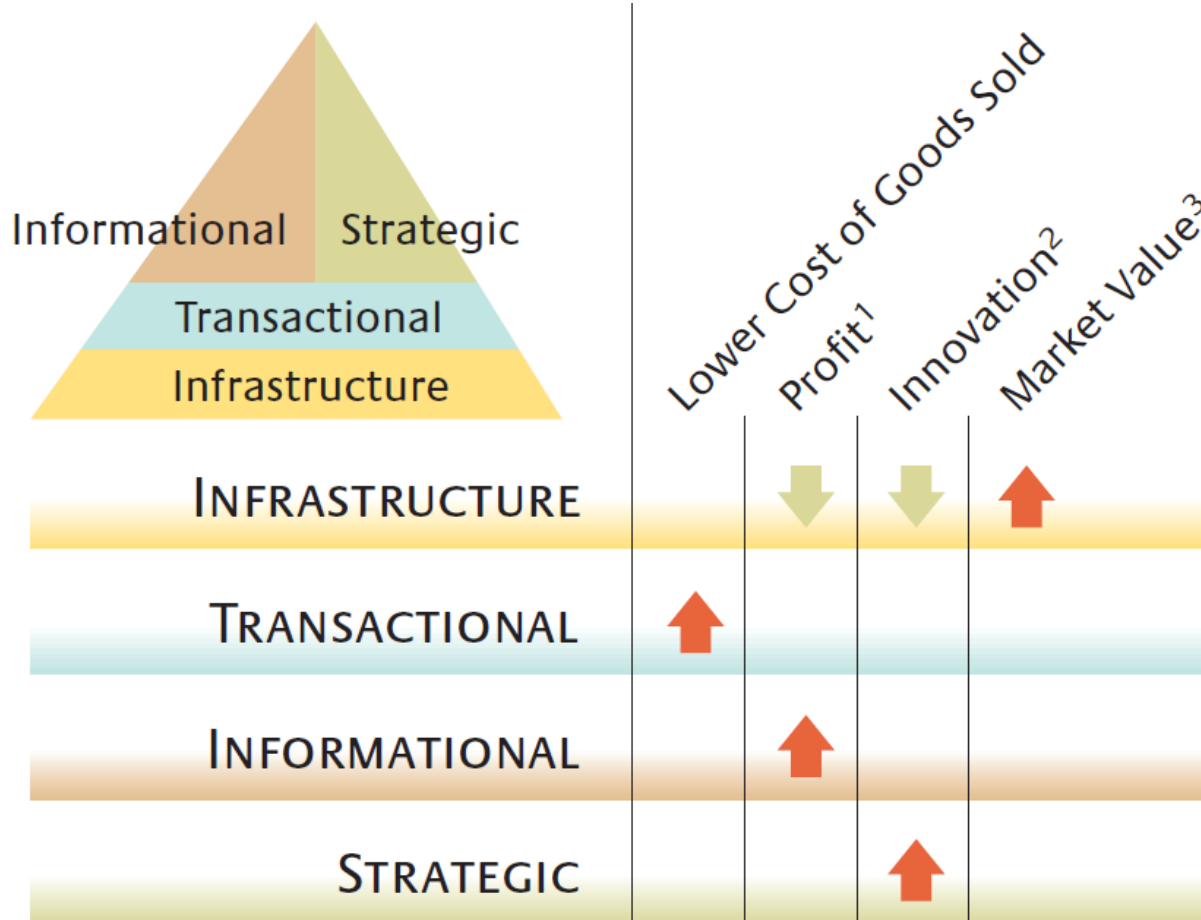 Informational
Strategic
Transactional
Infrastructure
Lower Cost of Goods Sold
Profit¹
Innovation²
Market Value³
INFRASTRUCTURE
TRANSACTIONAL
INFORMATIONAL
STRATEGIC